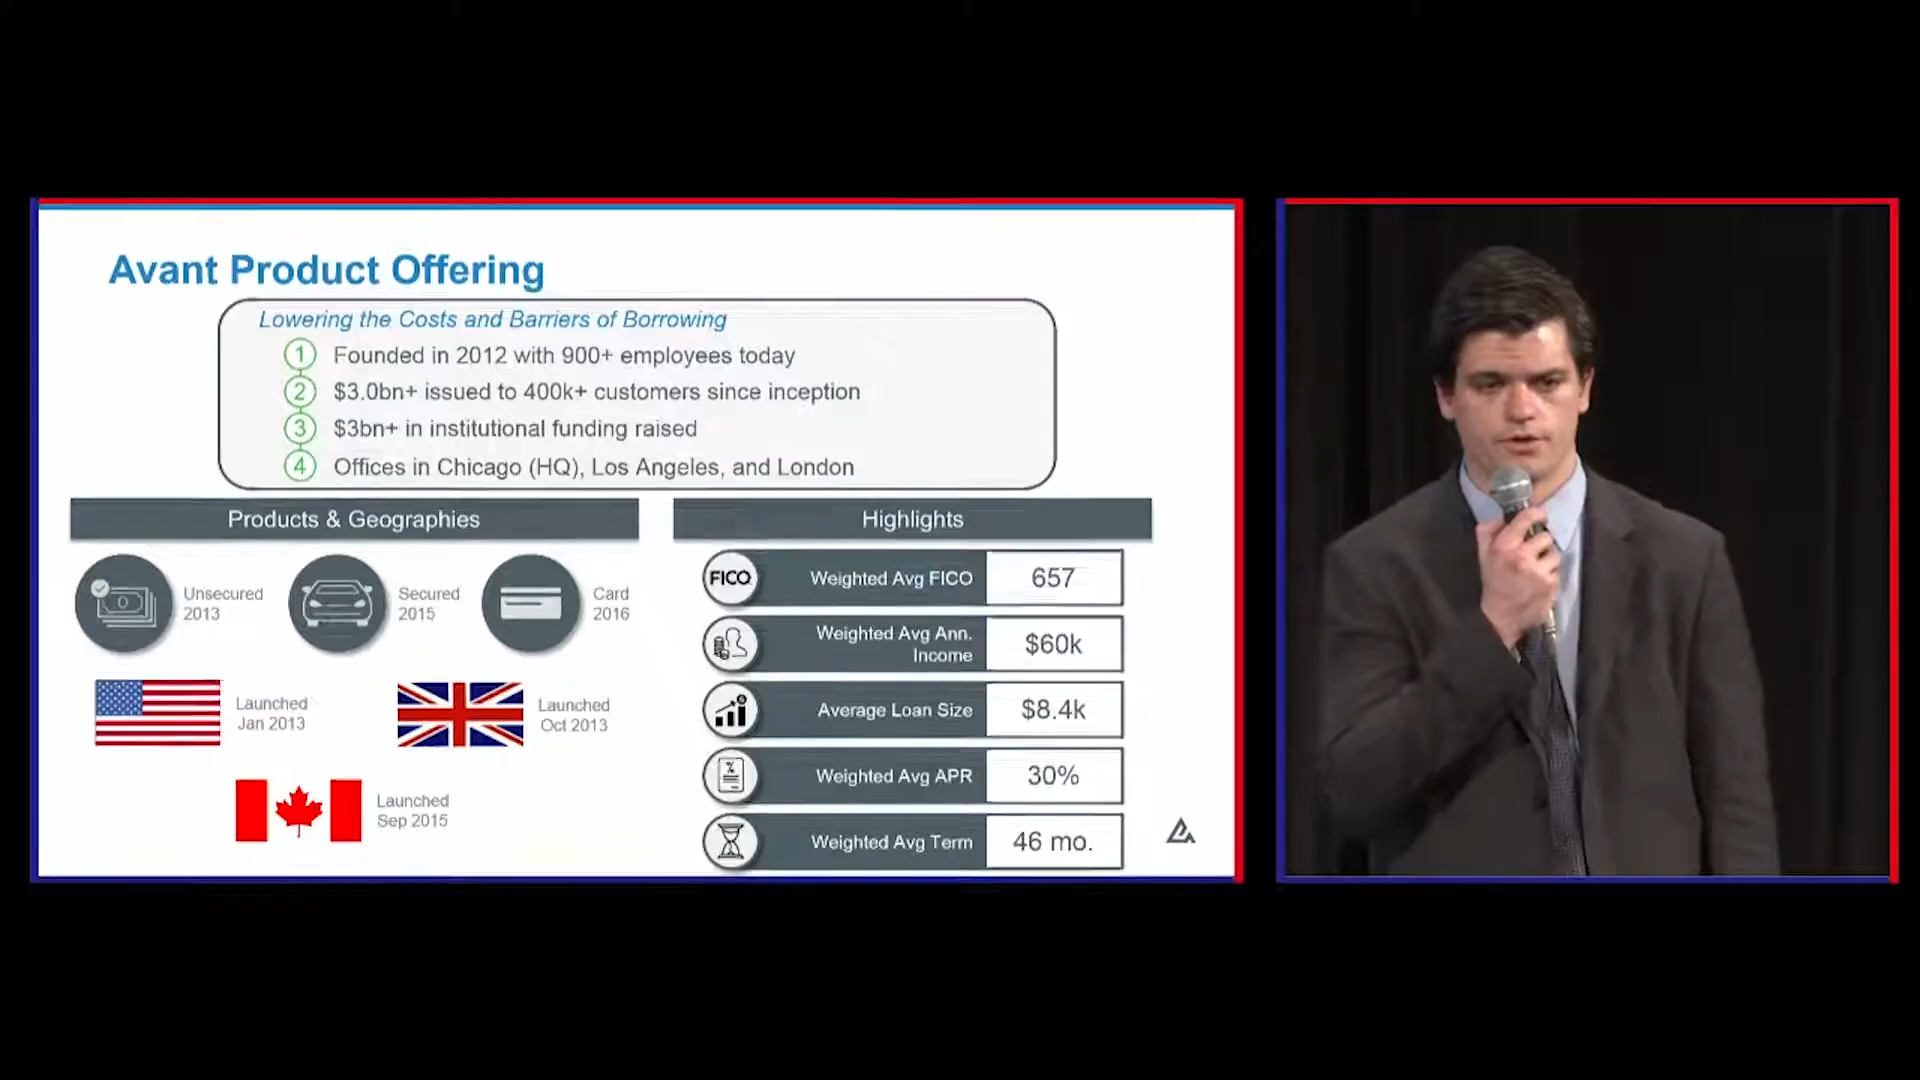 Avant Product Offering
Lowering the Costs and Barriers of Borrowing
1 Founded in 2012 with 900+ employees today
2 $3.0bn+ issued to 400k+ customers since inception
3 $3bn+ in institutional funding raised
4 Offices in Chicago (HQ), Los Angeles, and London
Products & Geographies
Unsecured
2013
Secured
2015
Card
2016
Launched
Jan 2013
Launched
Oct 2013
Launched
Sep 2015
Highlights
FICO Weighted Avg FICO 657
Weighted Avg Ann.
Income $60k
Average Loan Size $8.4k
Weighted Avg APR 30%
Weighted Avg Term 46 mo.